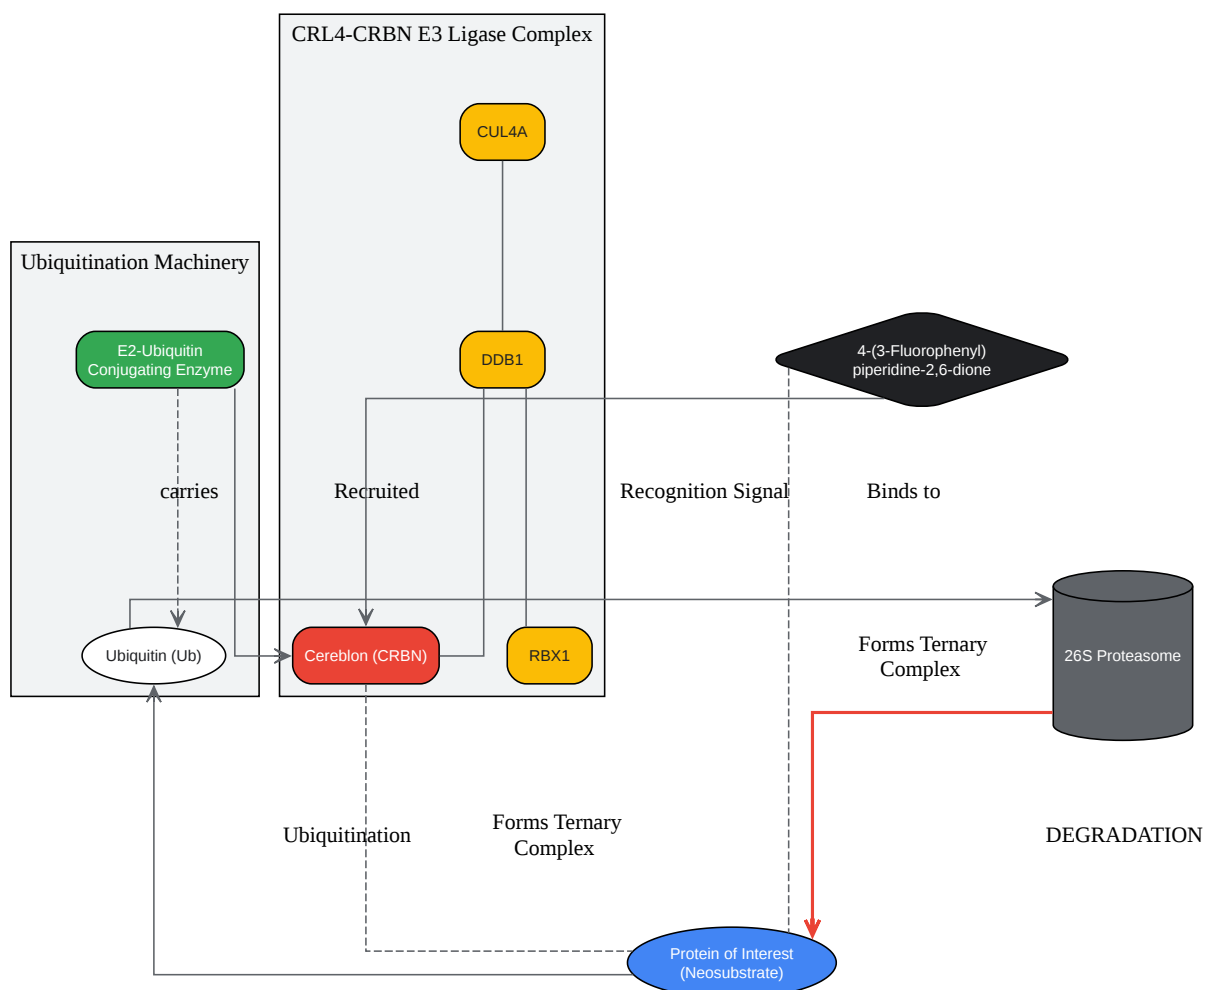 CRL4-CRBN E3 Ligase Complex
CUL4A
Ubiquitination Machinery
E2-Ubiquitin
Conjugating Enzyme
DDB1
4-(3-Fluorophenyl)
piperidine-2,6-dione
carries
Recruited
Recognition Signal
Binds to
Ubiquitin (Ub)
Cereblon (CRBN)
RBX1
Forms Ternary
Complex
26S Proteasome
Ubiquitination
Forms Ternary
Complex
DEGRADATION
Protein of Interest
(Neosubstrate)